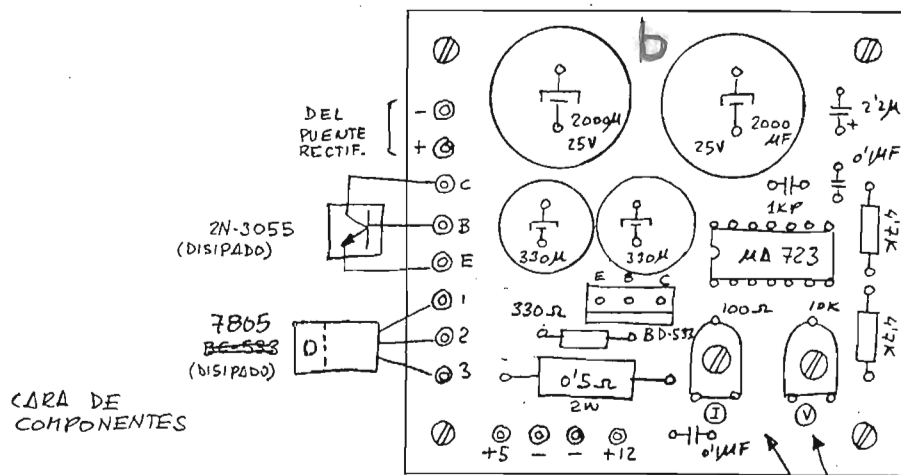 b
DEL
PUENTE
RECTIF.
-
+
C
B
E
2N-3055
(DISIPADO)
1
2
3
7805
BC-533
(DISIPADO)
CARA DE
COMPONENTES
2000µ
25V
2000
µF
25V
2'2µ
+
0'1µF
1KP
330µ
330µ
µA 723
4'7K
4'7K
E B C
330Ω
BD-533
0'5Ω
2W
100Ω
10K
I
V
+5 - - +12
0'1µF